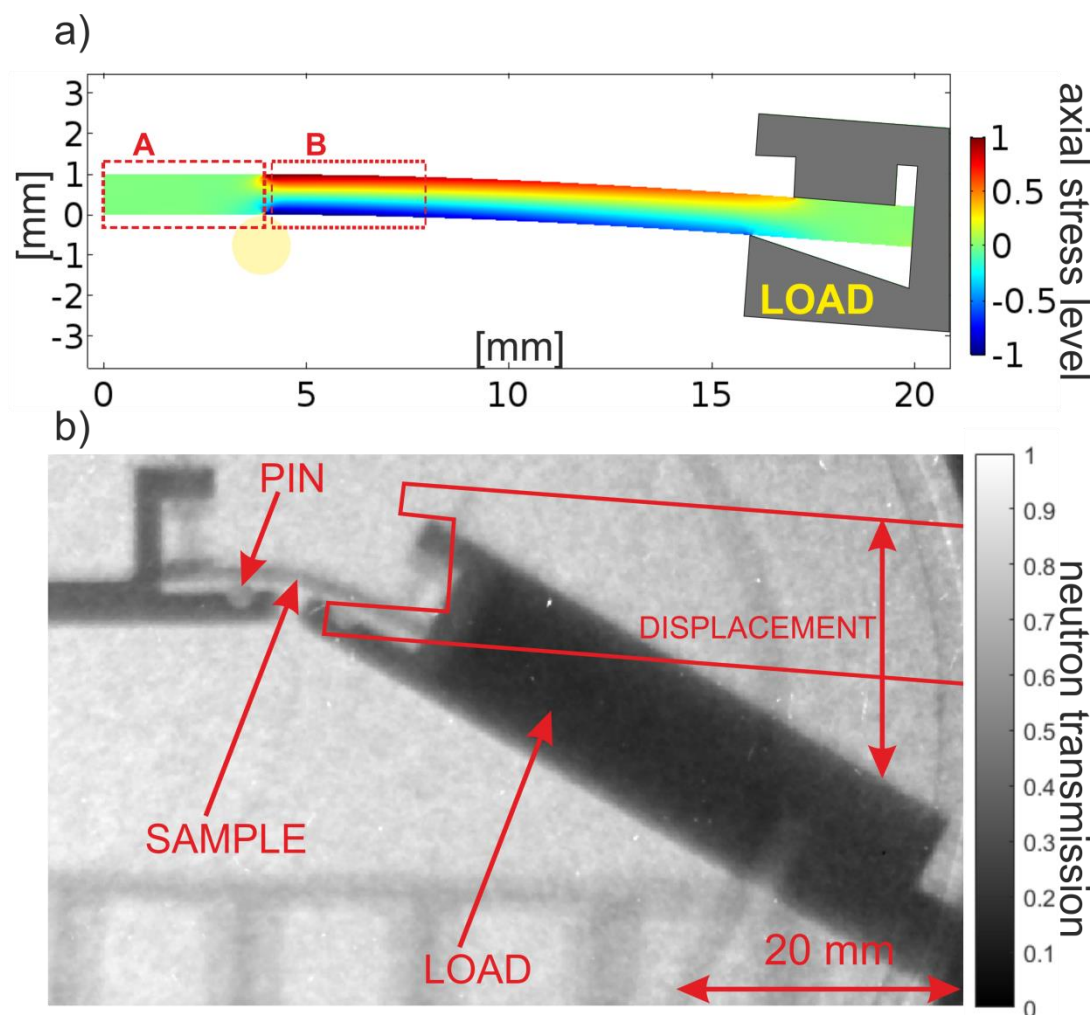 a)
3
2
1
0
-1
-2
-3
[mm]
A
B
LOAD
[mm]
0
5
10
15
20
1
0.5
0
-0.5
-1
axial stress level
b)
PIN
DISPLACEMENT
SAMPLE
LOAD
20 mm
1
0.9
0.8
0.7
0.6
0.5
0.4
0.3
0.2
0.1
0
neutron transmission